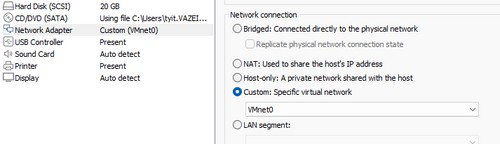 Hard Disk (SCSI) 20 GB
CD/DVD (SATA) Using file C:\Users\tyit.VAZEI...
Network Adapter Custom (VMnet0)
USB Controller Present
Sound Card Auto detect
Printer Present
Display Auto detect
Network connection
Bridged: Connected directly to the physical network
Replicate physical network connection state
NAT: Used to share the host's IP address
Host-only: A private network shared with the host
Custom: Specific virtual network
VMnet0
LAN segment: